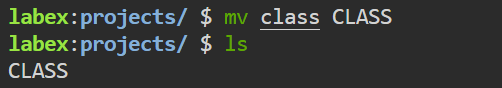 labex:projects/ $ mv class CLASS
labex:projects/ $ ls
CLASS